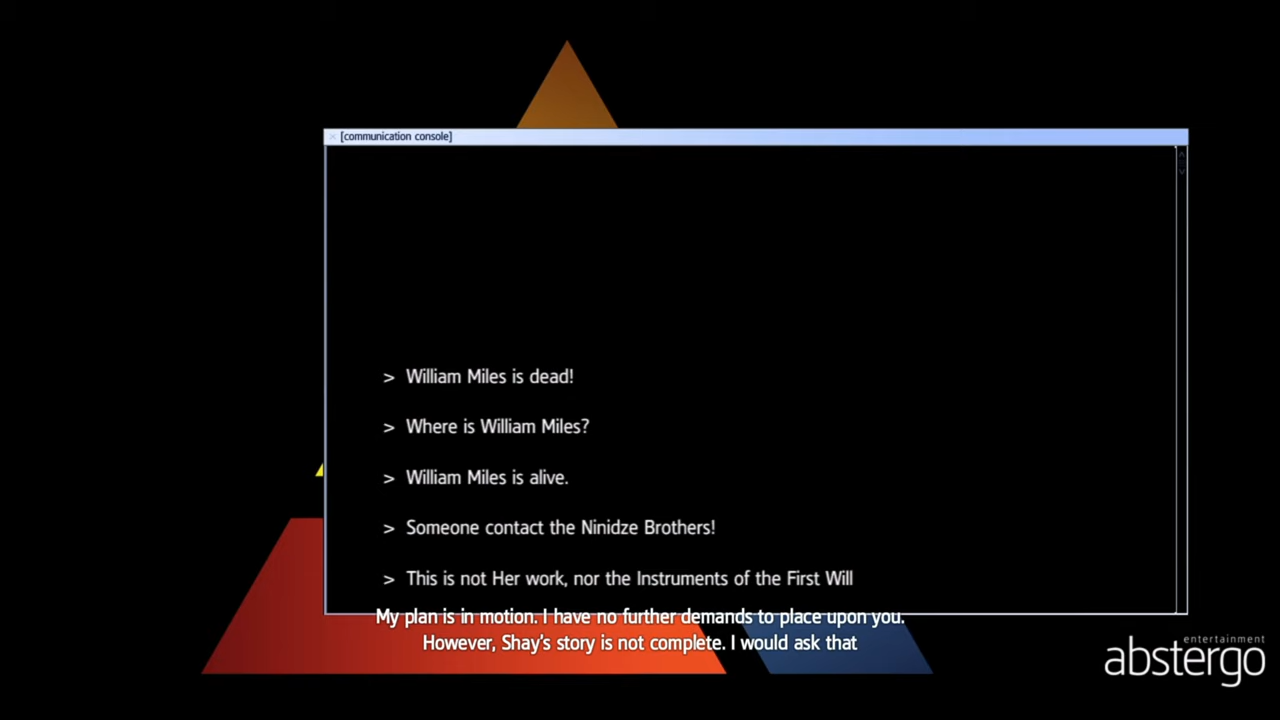 [communication console]
> William Miles is dead!
> Where is William Miles?
> William Miles is alive.
> Someone contact the Ninidze Brothers!
> This is not Her work, nor the Instruments of the First Will
My plan is in motion. I have no further demands to place upon you.
However, Shay's story is not complete. I would ask that
entertainment
abstergo